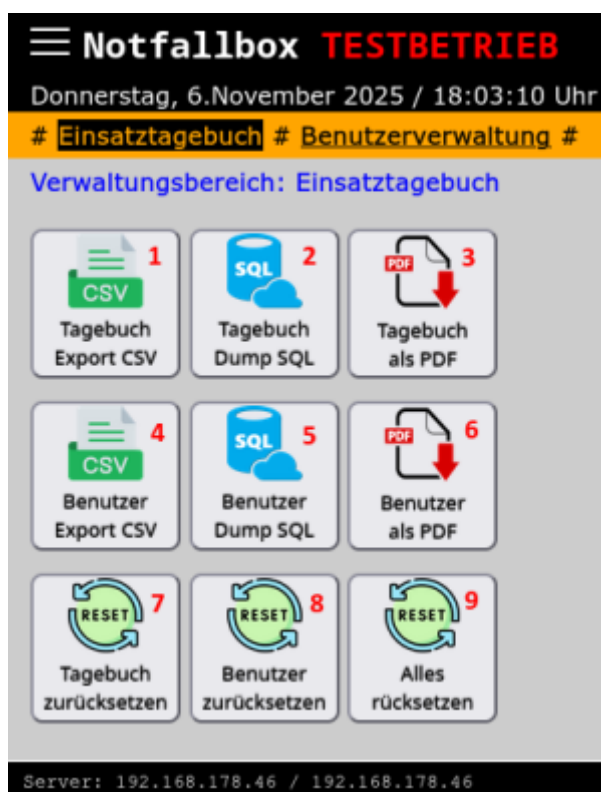 Notfallbox TESTBETRIEB
Donnerstag, 6.November 2025 / 18:03:10 Uhr
# Einsatztagebuch # Benutzerverwaltung #
Verwaltungsbereich: Einsatztagebuch
1 2 3
CSV SQL PDF
Tagebuch Tagebuch Tagebuch
Export CSV Dump SQL als PDF
4 5 6
CSV SQL PDF
Benutzer Benutzer Benutzer
Export CSV Dump SQL als PDF
7 8 9
RESET RESET RESET
Tagebuch Benutzer Alles
zurücksetzen zurücksetzen rücksetzen
Server: 192.168.178.46 / 192.168.178.46